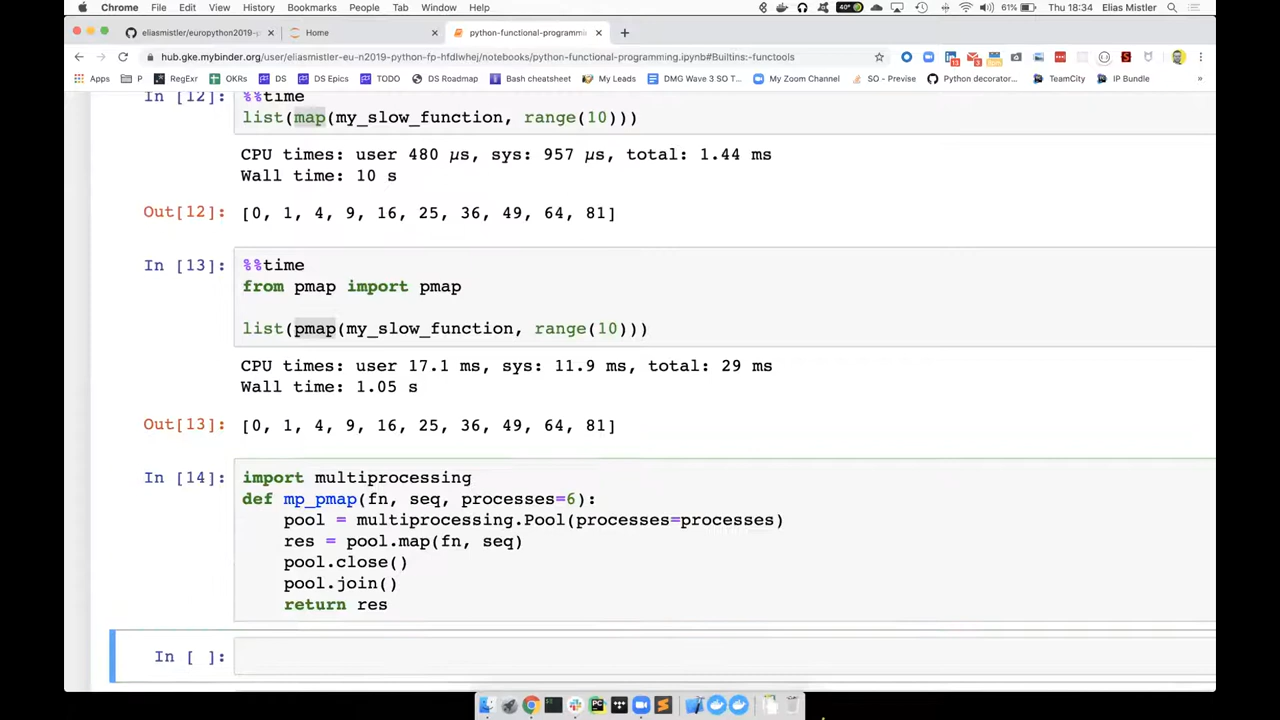 Chrome File Edit View History Bookmarks People Tab Window Help 40° 61% Thu 18:34 Elias Mistler
eliasmistler/europython2019-p Home python-functional-programmin
hub.gke.mybinder.org/user/eliasmistler-eu-n2019-python-fp-hfdlwhej/notebooks/python-functional-programming.ipynb#Builtins:-functools
Apps P RegExr OKRs DS DS Epics TODO DS Roadmap Bash cheatsheet My Leads DMG Wave 3 SO T... My Zoom Channel SO - Previse Python decorator... TeamCity IP Bundle
In [12]: %%time
list(map(my_slow_function, range(10)))
CPU times: user 480 µs, sys: 957 µs, total: 1.44 ms
Wall time: 10 s
Out[12]: [0, 1, 4, 9, 16, 25, 36, 49, 64, 81]
In [13]: %%time
from pmap import pmap
list(pmap(my_slow_function, range(10)))
CPU times: user 17.1 ms, sys: 11.9 ms, total: 29 ms
Wall time: 1.05 s
Out[13]: [0, 1, 4, 9, 16, 25, 36, 49, 64, 81]
In [14]: import multiprocessing
def mp_pmap(fn, seq, processes=6):
pool = multiprocessing.Pool(processes=processes)
res = pool.map(fn, seq)
pool.close()
pool.join()
return res
In [ ]: